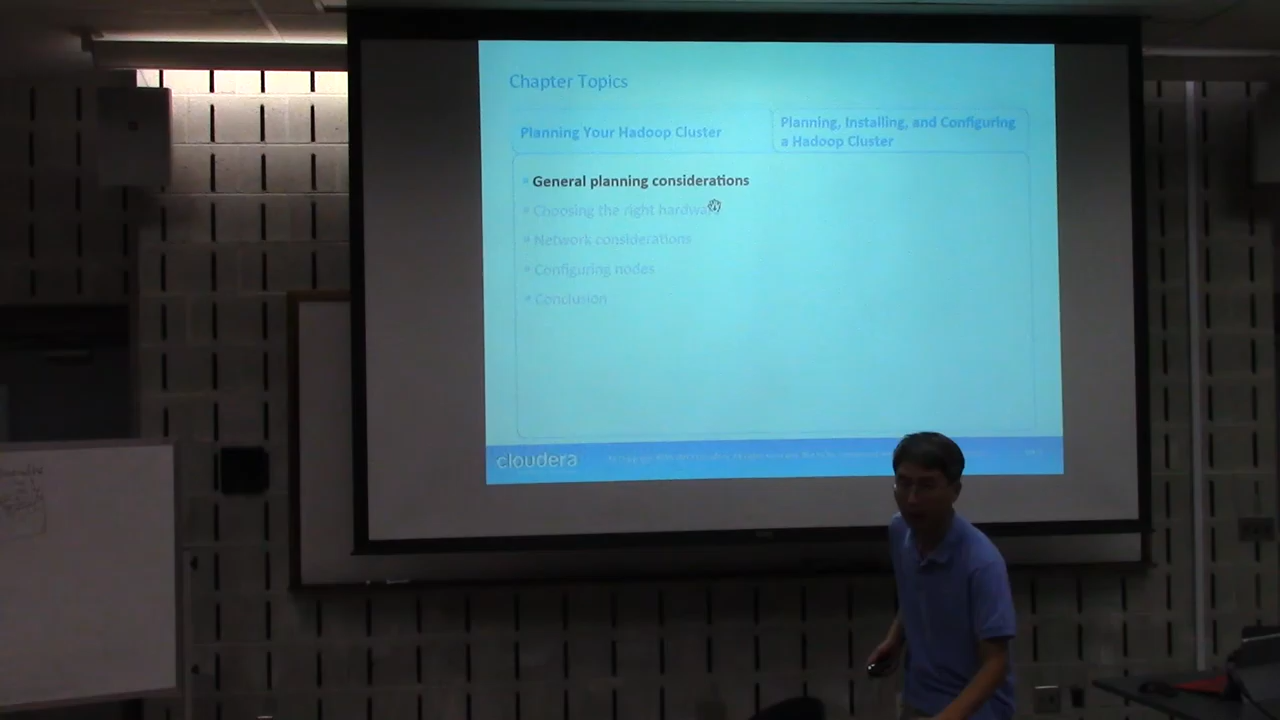 Chapter Topics
Planning Your Hadoop Cluster
Planning, Installing, and Configuring
a Hadoop Cluster
General planning considerations
Choosing the right hardware
Network considerations
Configuring nodes
Conclusion
cloudera